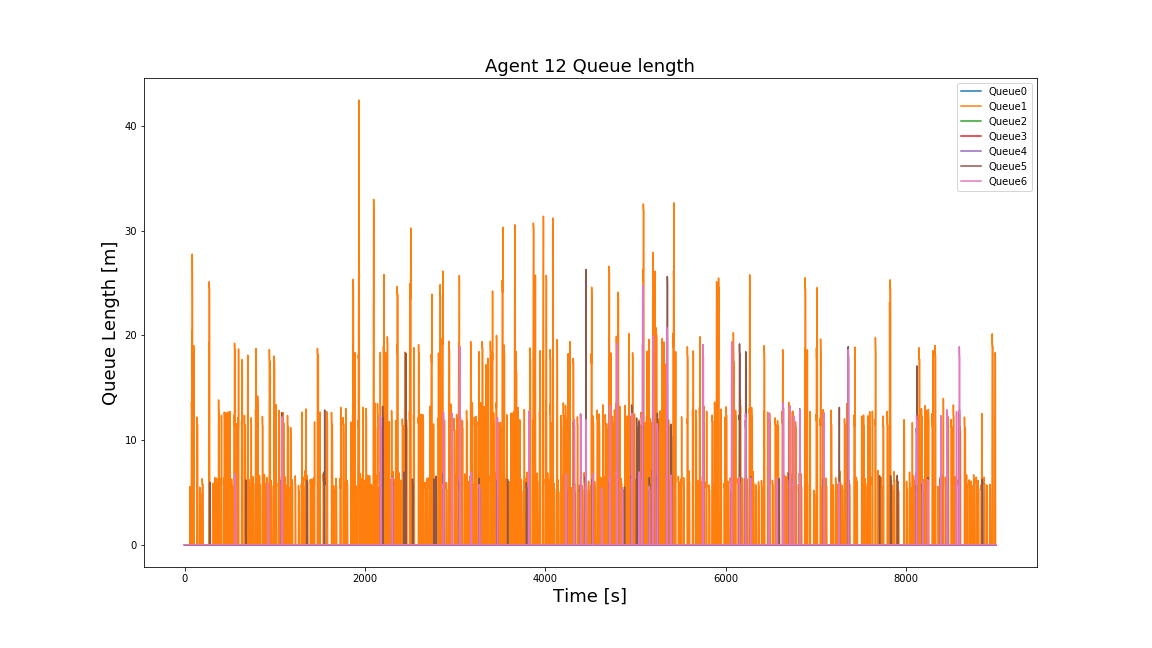 Agent 12 Queue length
Queue0
Queue1
Queue2
Queue3
Queue4
Queue5
Queue6
Queue Length [m]
40
30
20
10
0
0 2000 4000 6000 8000
Time [s]